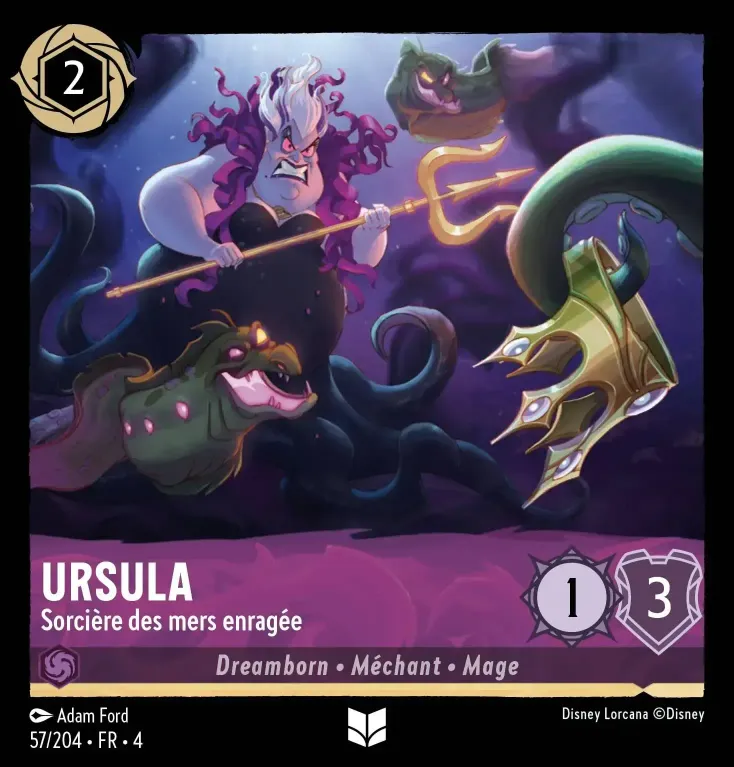 2
URSULA
Sorcière des mers enragée
1
3
Dreamborn • Méchant • Mage
Adam Ford
57/204 • FR • 4
Disney Lorcana ©Disney